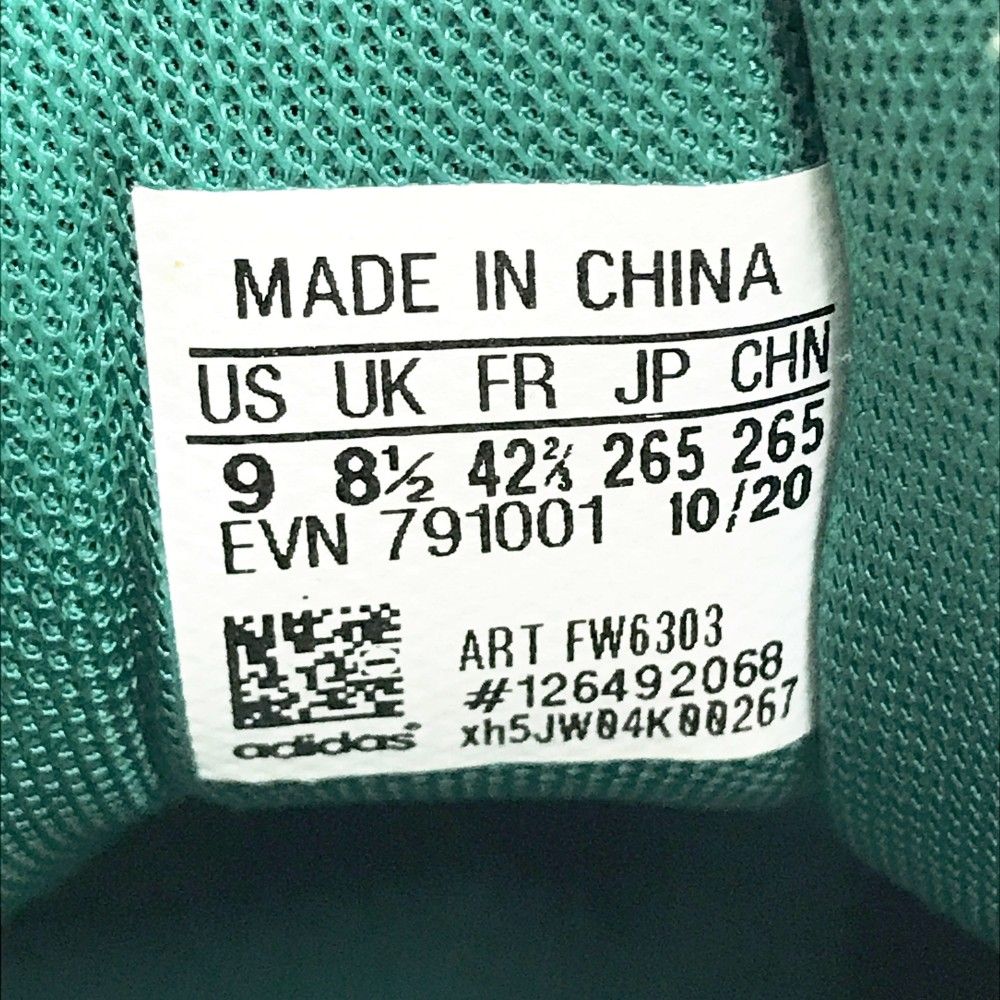 MADE IN CHINA
US UK FR JP CHN
9 8½ 42⅔ 265 265
EVN 791001 10/20
ART FW6303
#126492068
xh5JW04K00267
adidas